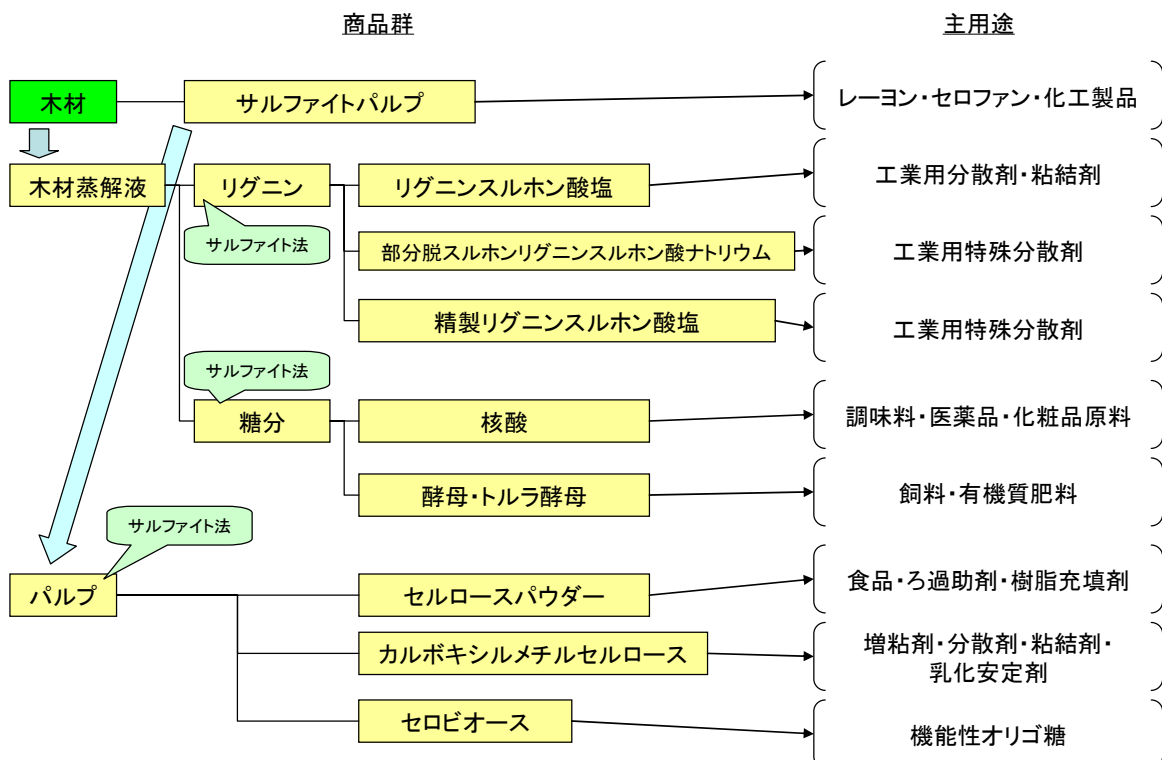 商品群
主用途
木材
サルファイトパルプ
レーヨン・セロファン・化工製品
木材蒸解液
リグニン
リグニンスルホン酸塩
工業用分散剤・粘結剤
サルファイト法
部分脱スルホンリグニンスルホン酸ナトリウム
工業用特殊分散剤
精製リグニンスルホン酸塩
工業用特殊分散剤
サルファイト法
糖分
核酸
調味料・医薬品・化粧品原料
酵母・トルラ酵母
飼料・有機質肥料
サルファイト法
パルプ
セルロースパウダー
食品・ろ過助剤・樹脂充填剤
カルボキシルメチルセルロース
増粘剤・分散剤・粘結剤・
乳化安定剤
セロビオース
機能性オリゴ糖